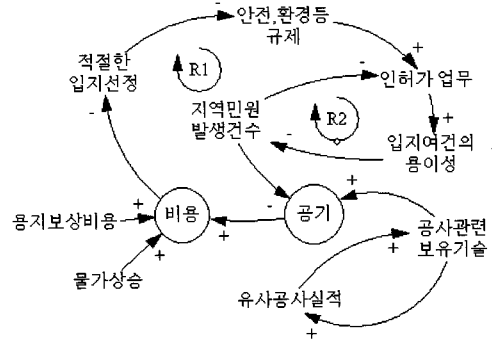 안전,환경등
규제
적절한
입지선정
R1
인허가 업무
지역민원
발생건수
R2
입지여건의
용이성
용지보상비용
비용
공기
공사관련
보유기술
물가상승
유사공사실적